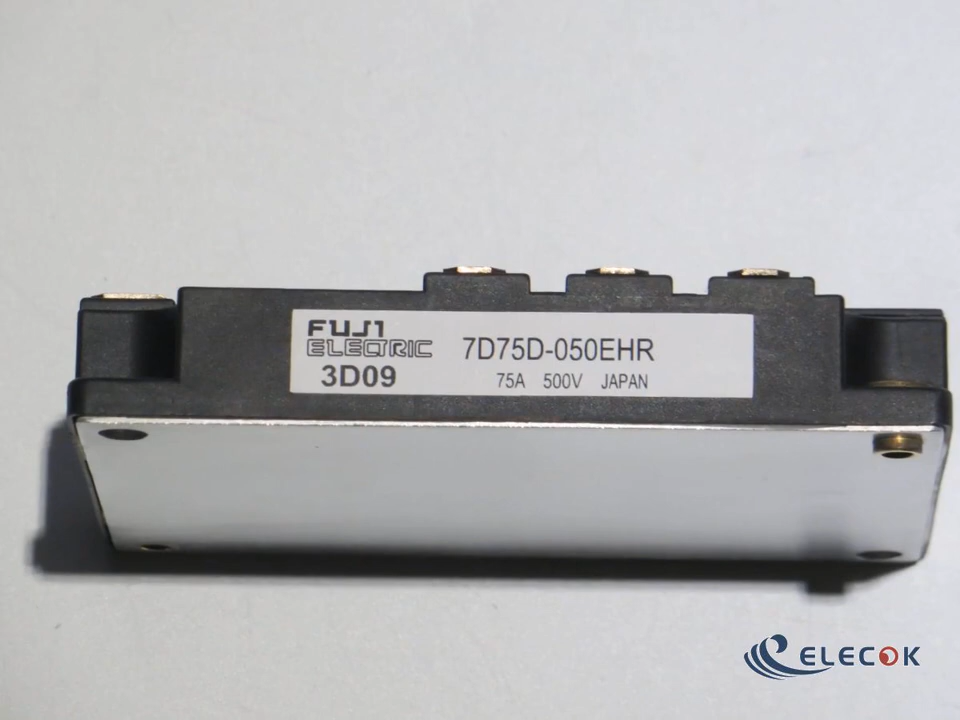 FUJI
ELECTRIC
7D75D-050EHR
3D09
75A 500V JAPAN
ELECOK